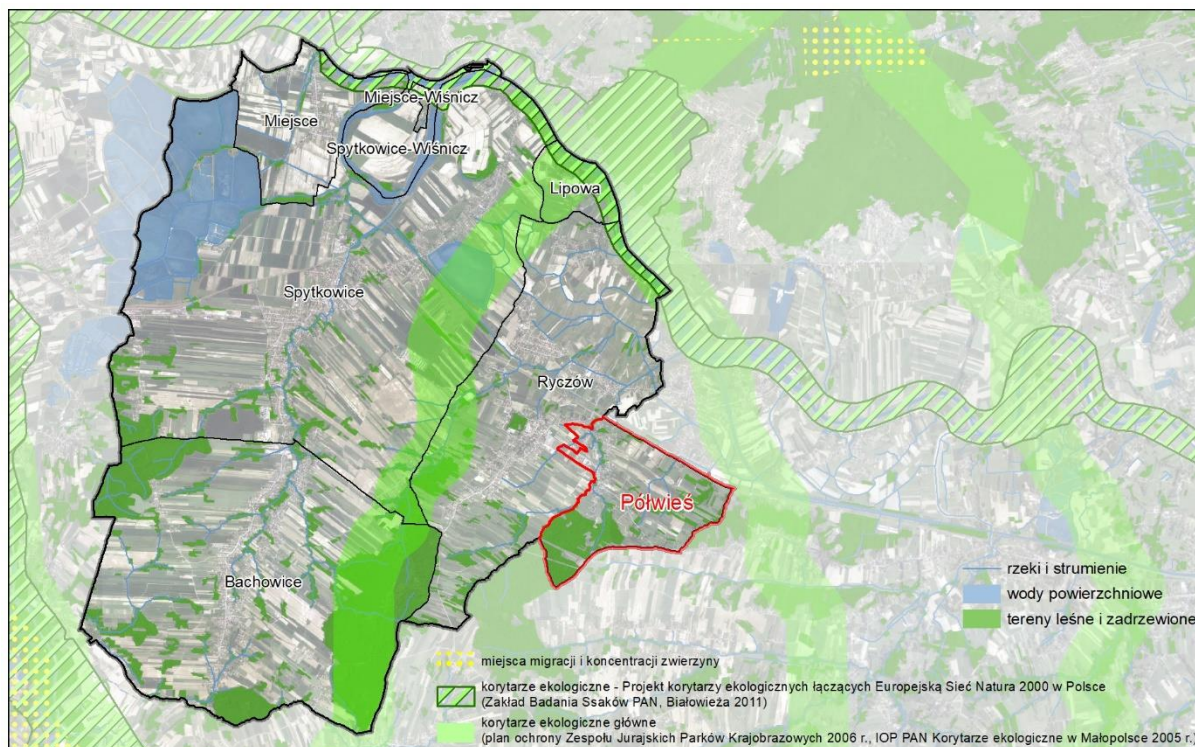 Miejsce-Wiśnicz
Miejsce
Spytkowice-Wiśnicz
Lipowa
Spytkowice
Ryczów
Półwieś
Bachowice
rzeki i strumienie
wody powierzchniowe
tereny leśne i zadrzewione
miejsca migracji i koncentracji zwierzyny
korytarze ekologiczne - Projekt korytarzy ekologicznych łączących Europejską Sieć Natura 2000 w Polsce
(Zakład Badania Ssaków PAN, Białowieża 2011)
korytarze ekologiczne główne
(plan ochrony Zespołu Jurajskich Parków Krajobrazowych 2006 r., IOP PAN Korytarze ekologiczne w Małopolsce 2005 r.)